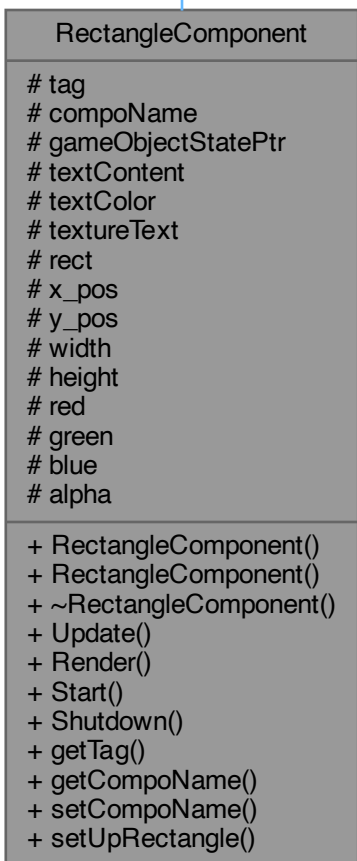 RectangleComponent
# tag
# compoName
# gameObjectStatePtr
# textContent
# textColor
# textureText
# rect
# x_pos
# y_pos
# width
# height
# red
# green
# blue
# alpha
+ RectangleComponent()
+ RectangleComponent()
+ ~RectangleComponent()
+ Update()
+ Render()
+ Start()
+ Shutdown()
+ getTag()
+ getCompoName()
+ setCompoName()
+ setUpRectangle()